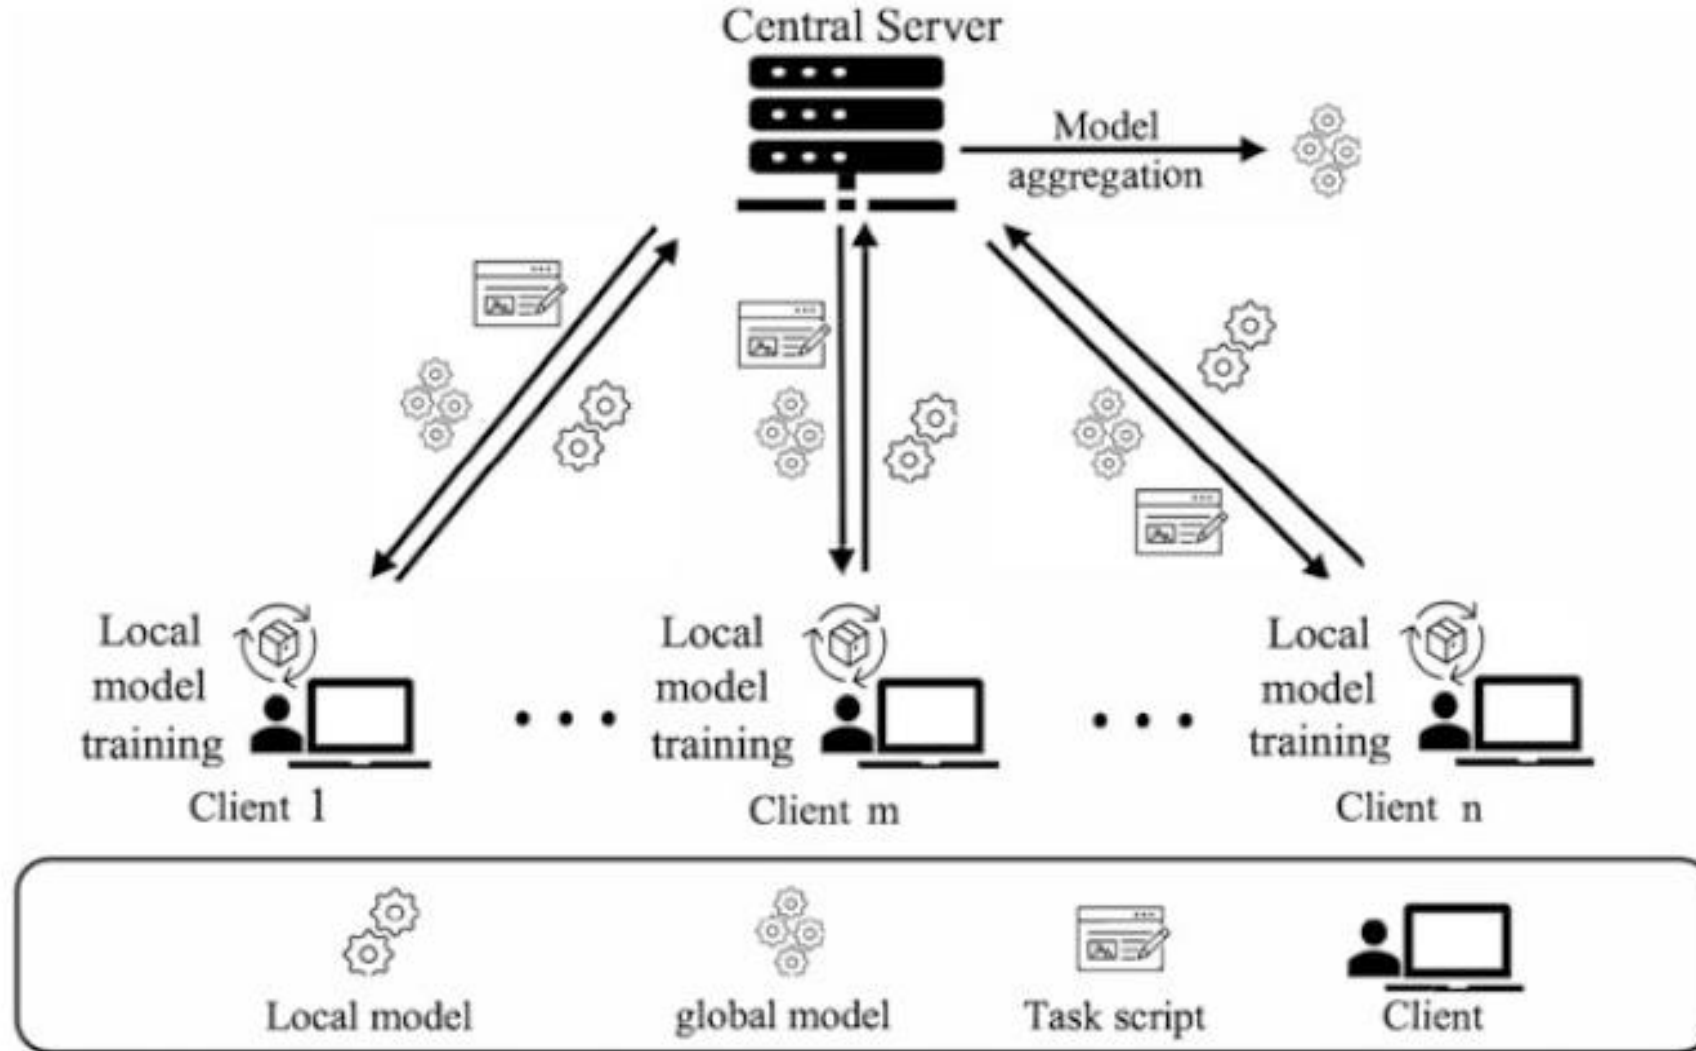 Central Server
Model
aggregation
Local
model
training
Client 1
Local
model
training
Client m
Local
model
training
Client n
Local model
global model
Task script
Client